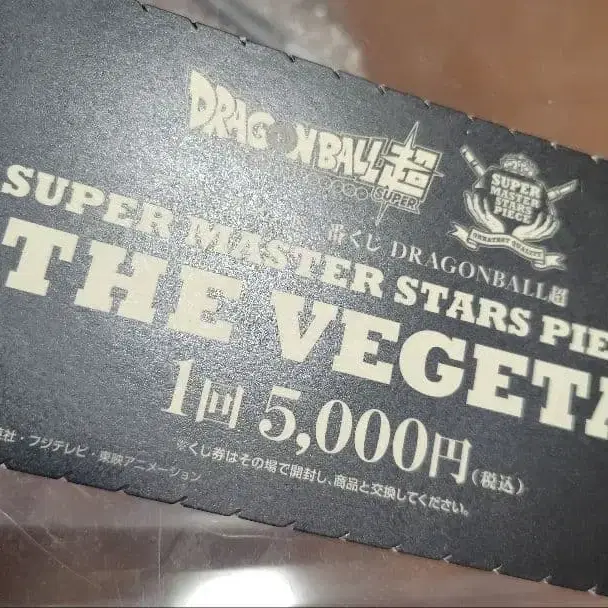 DRAGONBALL超
SUPER
SUPER
MASTER
STARS
PIECE
GREATEST QUALITY
一番くじ DRAGONBALL超
SUPER MASTER STARS PIE
THE VEGETA
1回 5,000円(税込)
※くじ券はその場で開封し、商品と交換してください。
社・フジテレビ・東映アニメーション